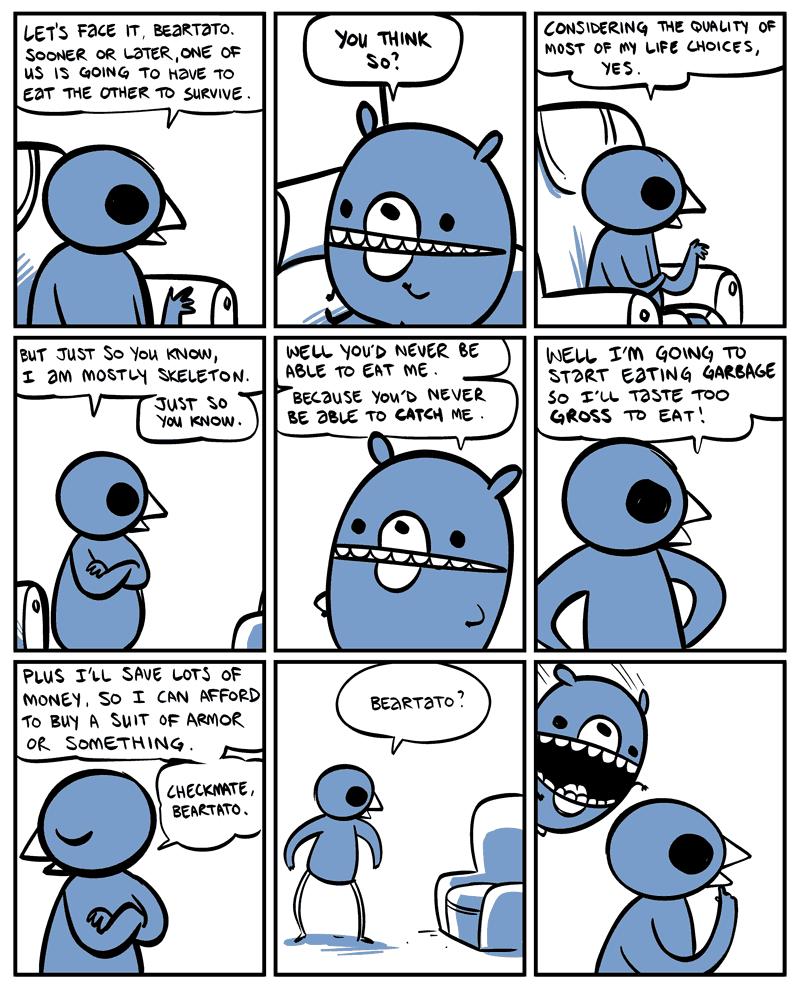 LET'S FACE IT, BEARTATO.
SOONER OR LATER, ONE OF
US IS GOING TO HAVE TO
EAT THE OTHER TO SURVIVE.
YOU THINK
SO?
CONSIDERING THE QUALITY OF
MOST OF MY LIFE CHOICES,
YES.
BUT JUST SO YOU KNOW,
I AM MOSTLY SKELETON.
JUST SO
YOU KNOW.
WELL YOU'D NEVER BE
ABLE TO EAT ME.
BECAUSE YOU'D NEVER
BE ABLE TO CATCH ME.
WELL I'M GOING TO
START EATING GARBAGE
SO I'LL TASTE TOO
GROSS TO EAT!
PLUS I'LL SAVE LOTS OF
MONEY, SO I CAN AFFORD
TO BUY A SUIT OF ARMOR
OR SOMETHING.
CHECKMATE,
BEARTATO.
BEARTATO?